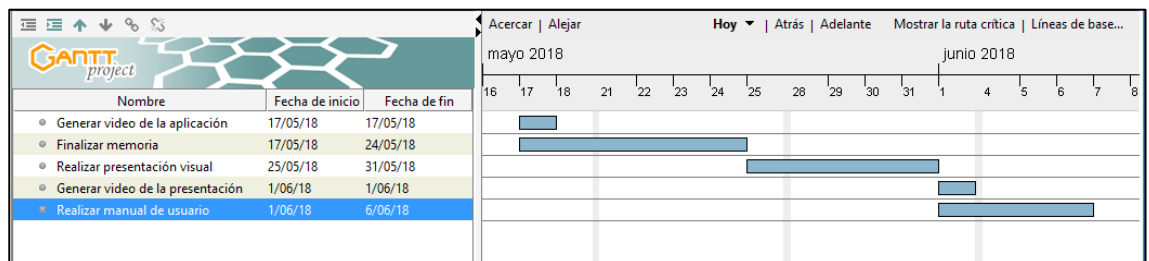 Acercar | Alejar Hoy | Atrás | Adelante Mostrar la ruta crítica | Líneas de base...
GANTT
project
mayo 2018 junio 2018
16 17 18 21 22 23 24 25 28 29 30 31 1 4 5 6 7 8
Nombre Fecha de inicio Fecha de fin
Generar video de la aplicación 17/05/18 17/05/18
Finalizar memoria 17/05/18 24/05/18
Realizar presentación visual 25/05/18 31/05/18
Generar video de la presentación 1/06/18 1/06/18
Realizar manual de usuario 1/06/18 6/06/18